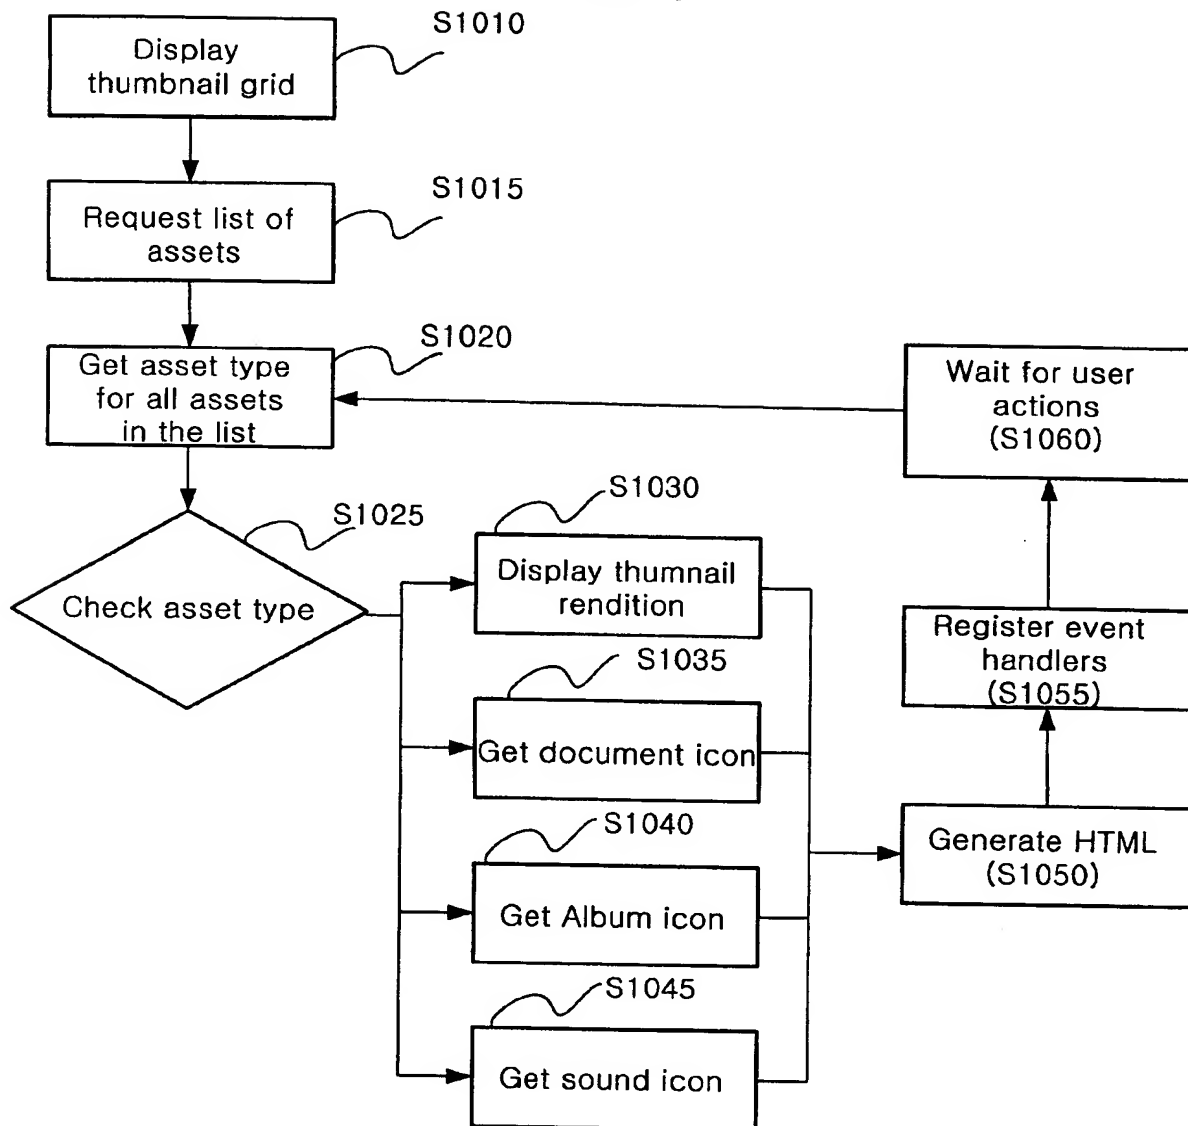 S1010
Display
thumbnail grid
S1015
Request list of
assets
S1020
Get asset type
for all assets
in the list
Wait for user
actions
(S1060)
S1025
Check asset type
S1030
Display thumnail
rendition
Register event
handlers
(S1055)
S1035
Get document icon
S1040
Get Album icon
Generate HTML
(S1050)
S1045
Get sound icon